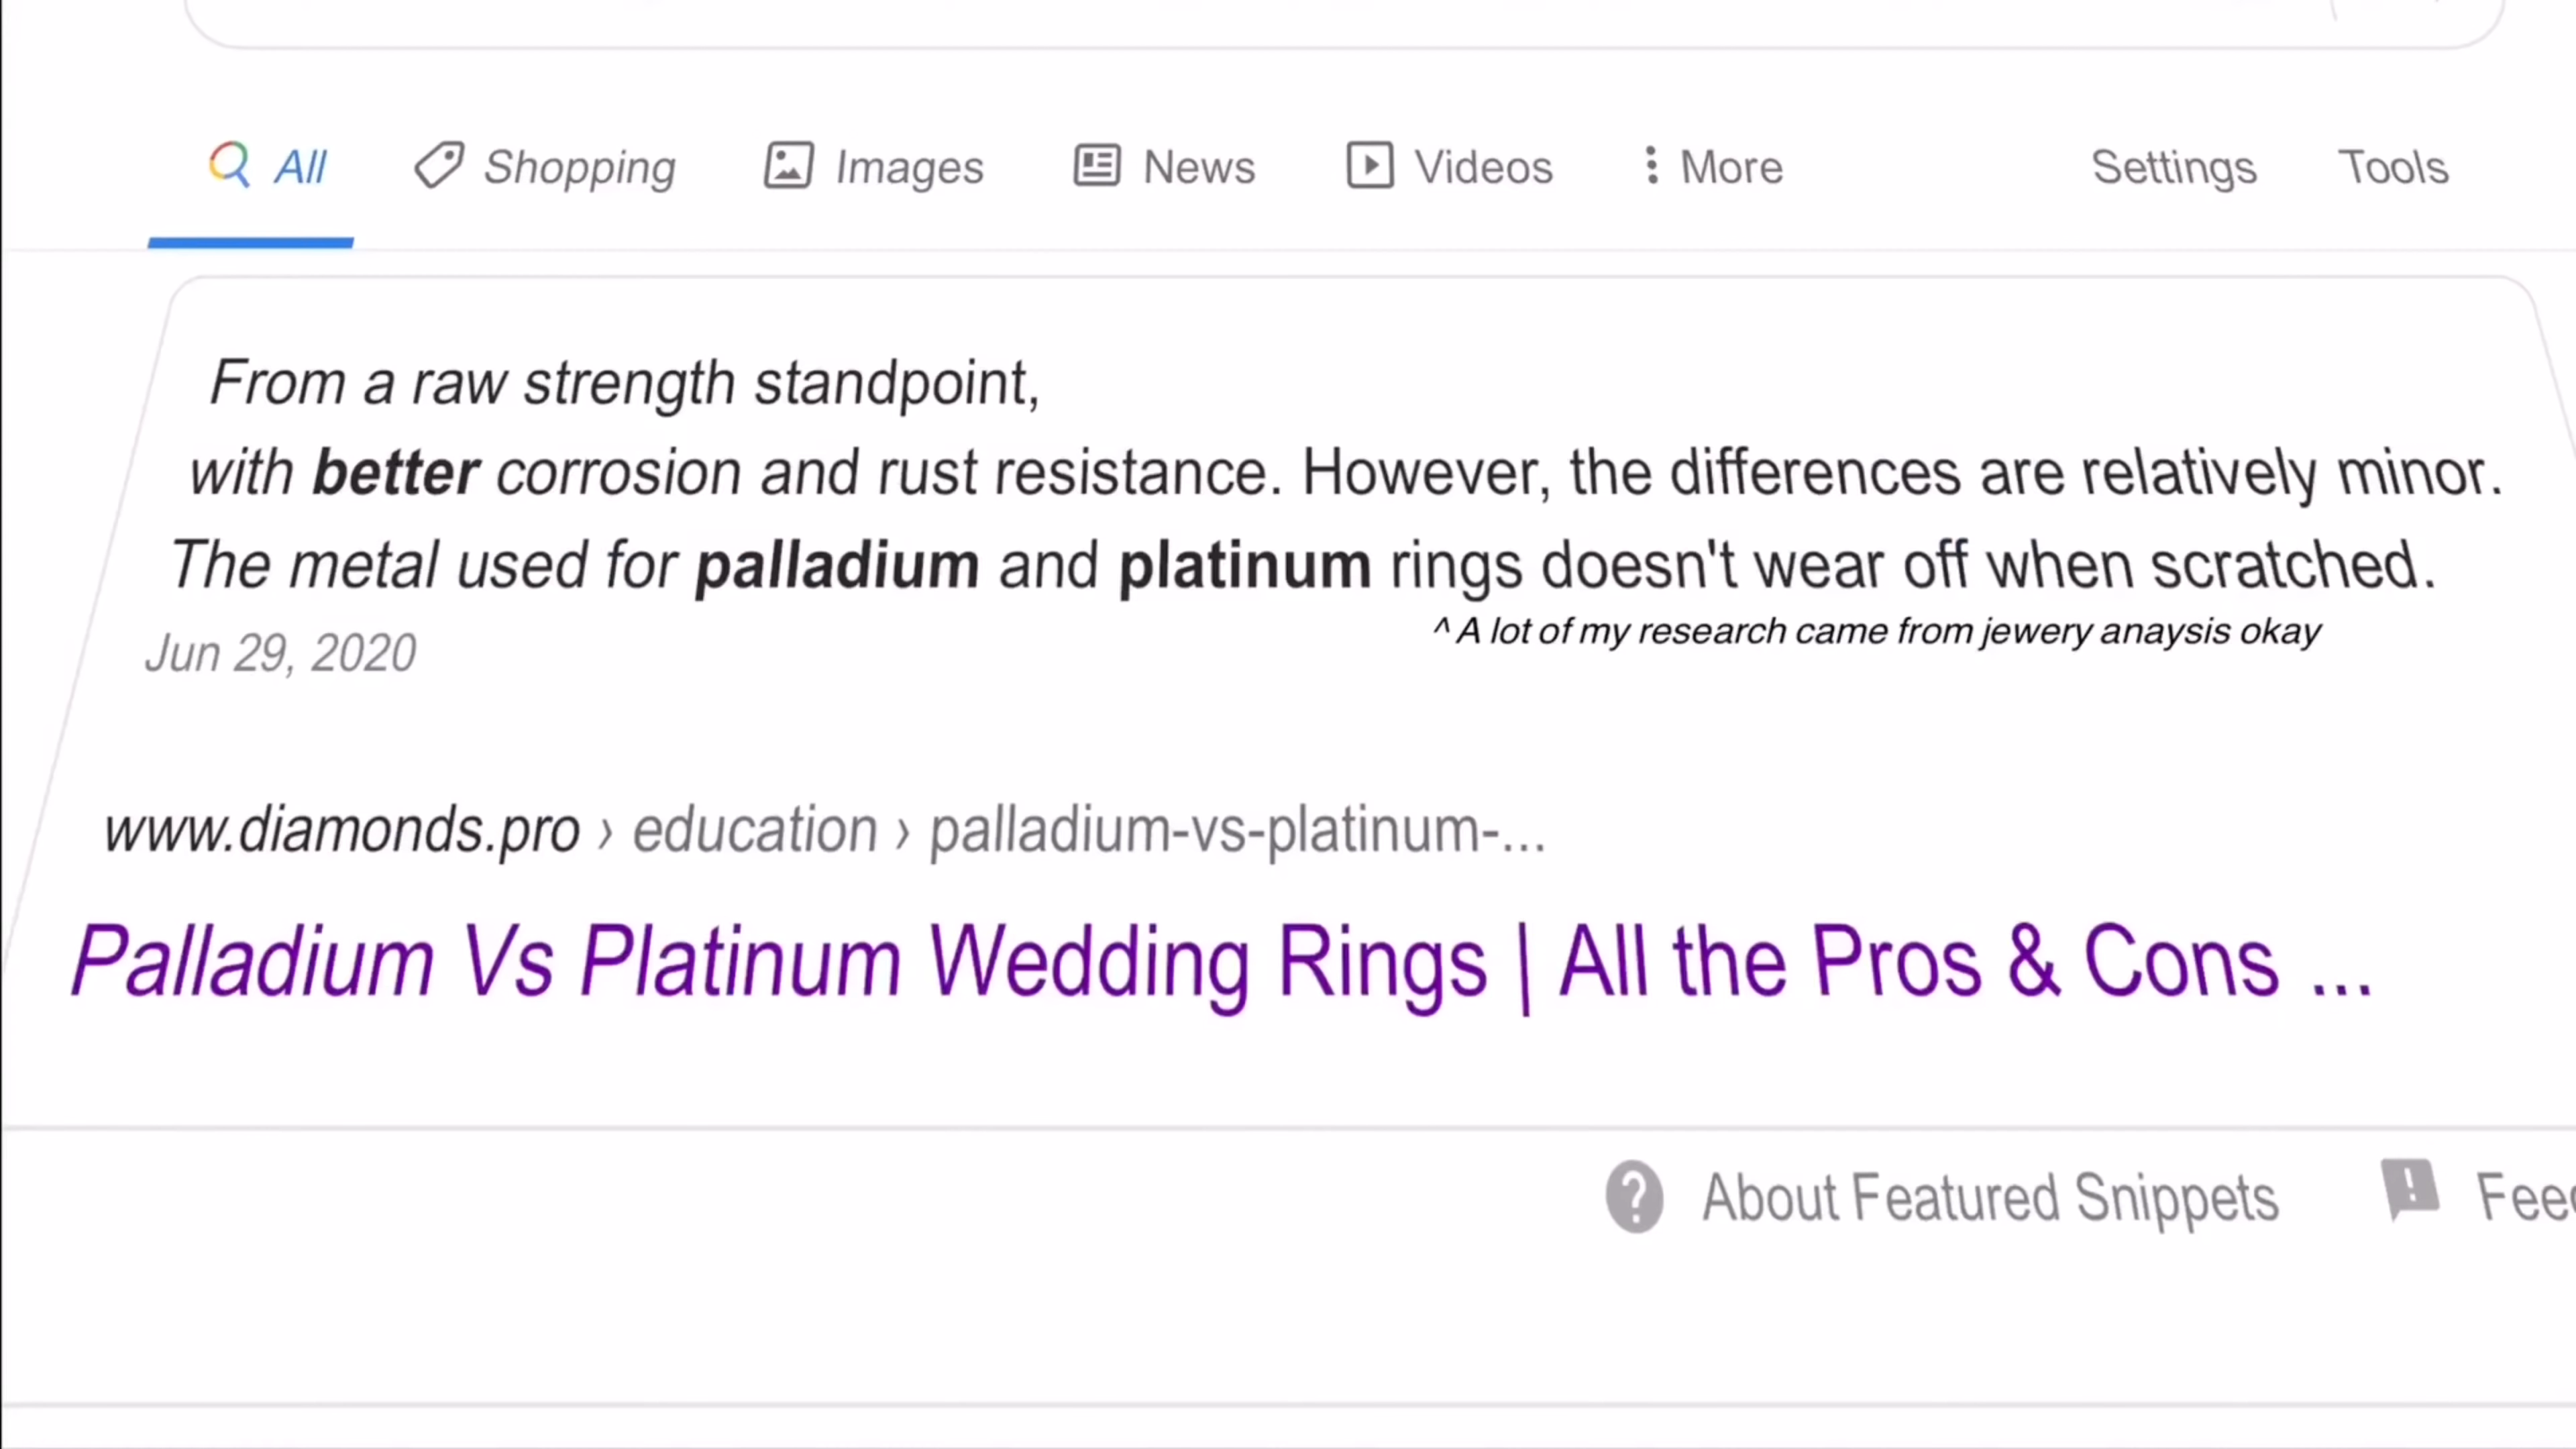 All Shopping Images News Videos More Settings Tools
From a raw strength standpoint,
with better corrosion and rust resistance. However, the differences are relatively minor.
The metal used for palladium and platinum rings doesn't wear off when scratched.
^ A lot of my research came from jewery anaysis okay
Jun 29, 2020
www.diamonds.pro › education › palladium-vs-platinum-...
Palladium Vs Platinum Wedding Rings | All the Pros & Cons ...
About Featured Snippets